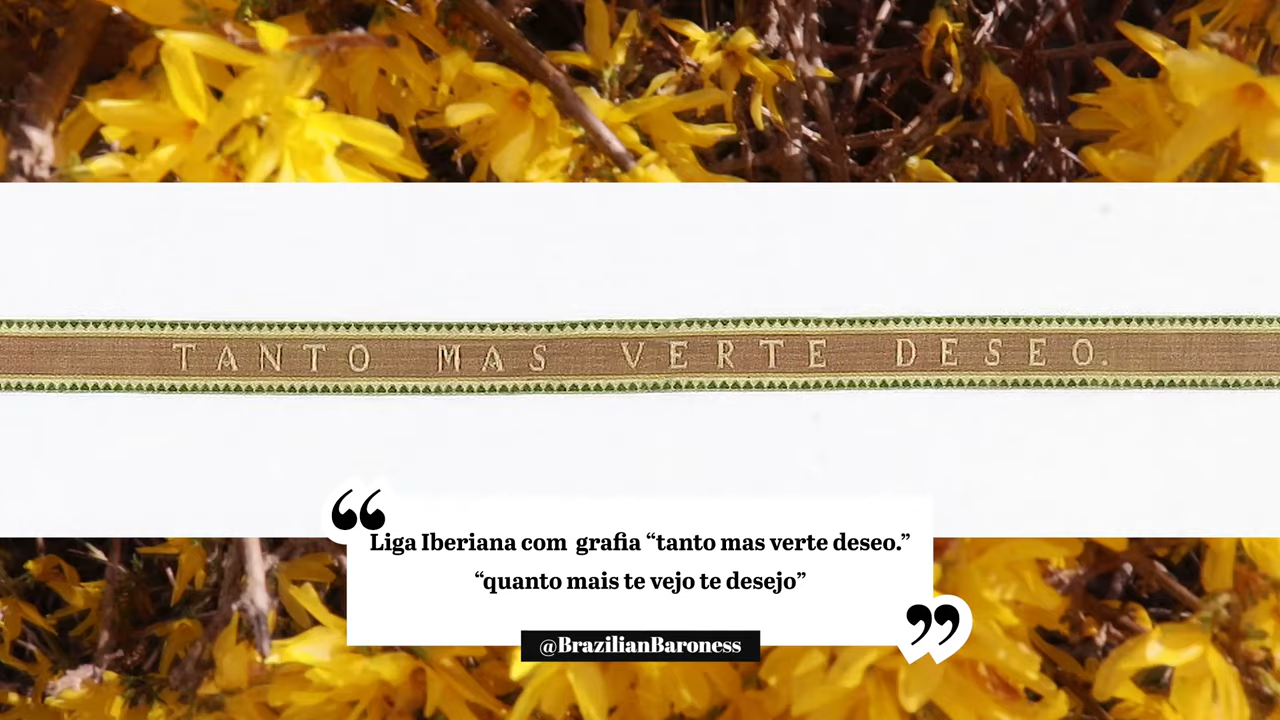 TANTO MAS VERTE DESEO.
“
Liga Iberiana com grafia “tanto mas verte deseo.”
“quanto mais te vejo te desejo”
”
@BrazilianBaroness